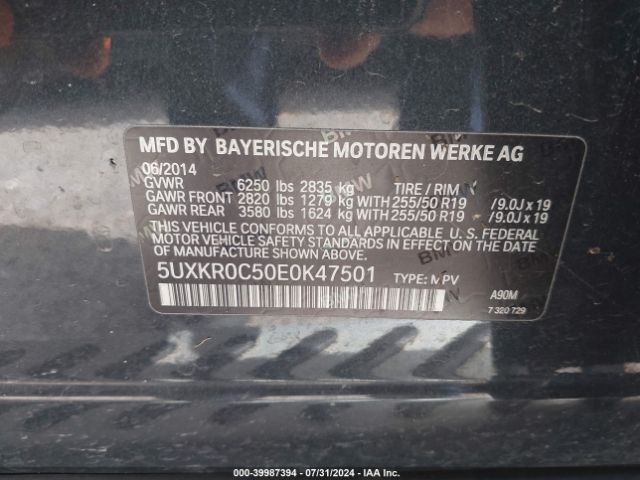 MFD BY BAYERISCHE MOTOREN WERKE AG
06/2014
GVWR 6250 lbs 2835 kg TIRE / RIM
GAWR FRONT 2820 lbs 1279 kg WITH 255/50 R19 /9.0J x 19
GAWR REAR 3580 lbs 1624 kg WITH 255/50 R19 /9.0J x 19
THIS VEHICLE CONFORMS TO ALL APPLICABLE U.S. FEDERAL
MOTOR VEHICLE SAFETY STANDARDS IN EFFECT ON THE DATE OF
MANUFACTURE SHOWN ABOVE.
5UXKR0C50E0K47501 TYPE: MPV
A90M
7 320 729
000-39987394 / 07/31/2024 - IAA Inc.